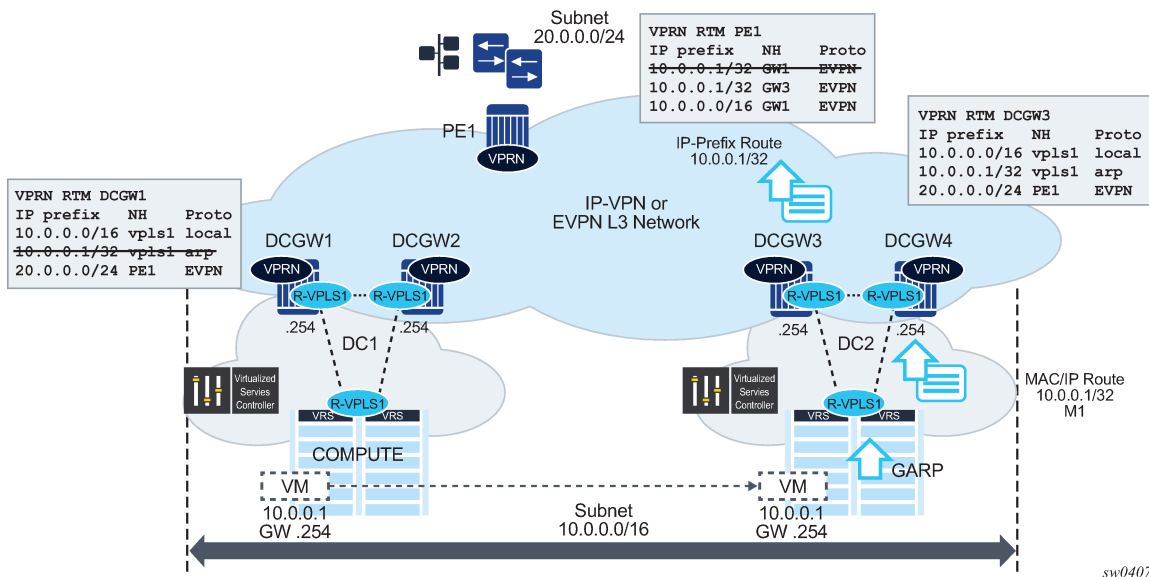 Subnet
20.0.0.0/24
VPRN RTM PE1
IP prefix NH Proto
10.0.0.1/32 GW1 EVPN
10.0.0.1/32 GW3 EVPN
10.0.0.0/16 GW1 EVPN
PE1
VPRN
IP-Prefix Route
10.0.0.1/32
VPRN RTM DCGW3
IP prefix NH Proto
10.0.0.0/16 vpls1 local
10.0.0.1/32 vpls1 arp
20.0.0.0/24 PE1 EVPN
VPRN RTM DCGW1
IP prefix NH Proto
10.0.0.0/16 vpls1 local
10.0.0.1/32 vpls1 arp
20.0.0.0/24 PE1 EVPN
IP-VPN or
EVPN L3 Network
DCGW1
DCGW2
DCGW3
DCGW4
VPRN
VPRN
VPRN
VPRN
R-VPLS1
R-VPLS1
R-VPLS1
R-VPLS1
.254
.254
.254
.254
DC1
DC2
Virtualized
Servies
Controller
Virtualized
Servies
Controller
MAC/IP Route
10.0.0.1/32
M1
R-VPLS1
R-VPLS1
VRS
VRS
VRS
VRS
COMPUTE
GARP
VM
VM
10.0.0.1
GW .254
10.0.0.1
GW .254
Subnet
10.0.0.0/16
sw0407